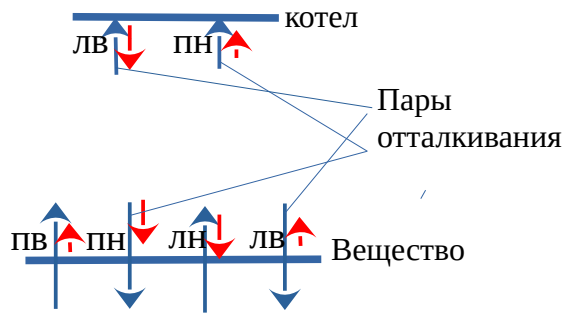 котел
лв пн
Пары
отталкивания
пв пн лн лв
Вещество